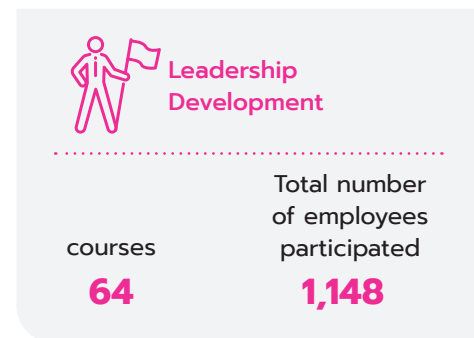 Leadership
Development
courses
64
Total number
of employees
participated
1,148